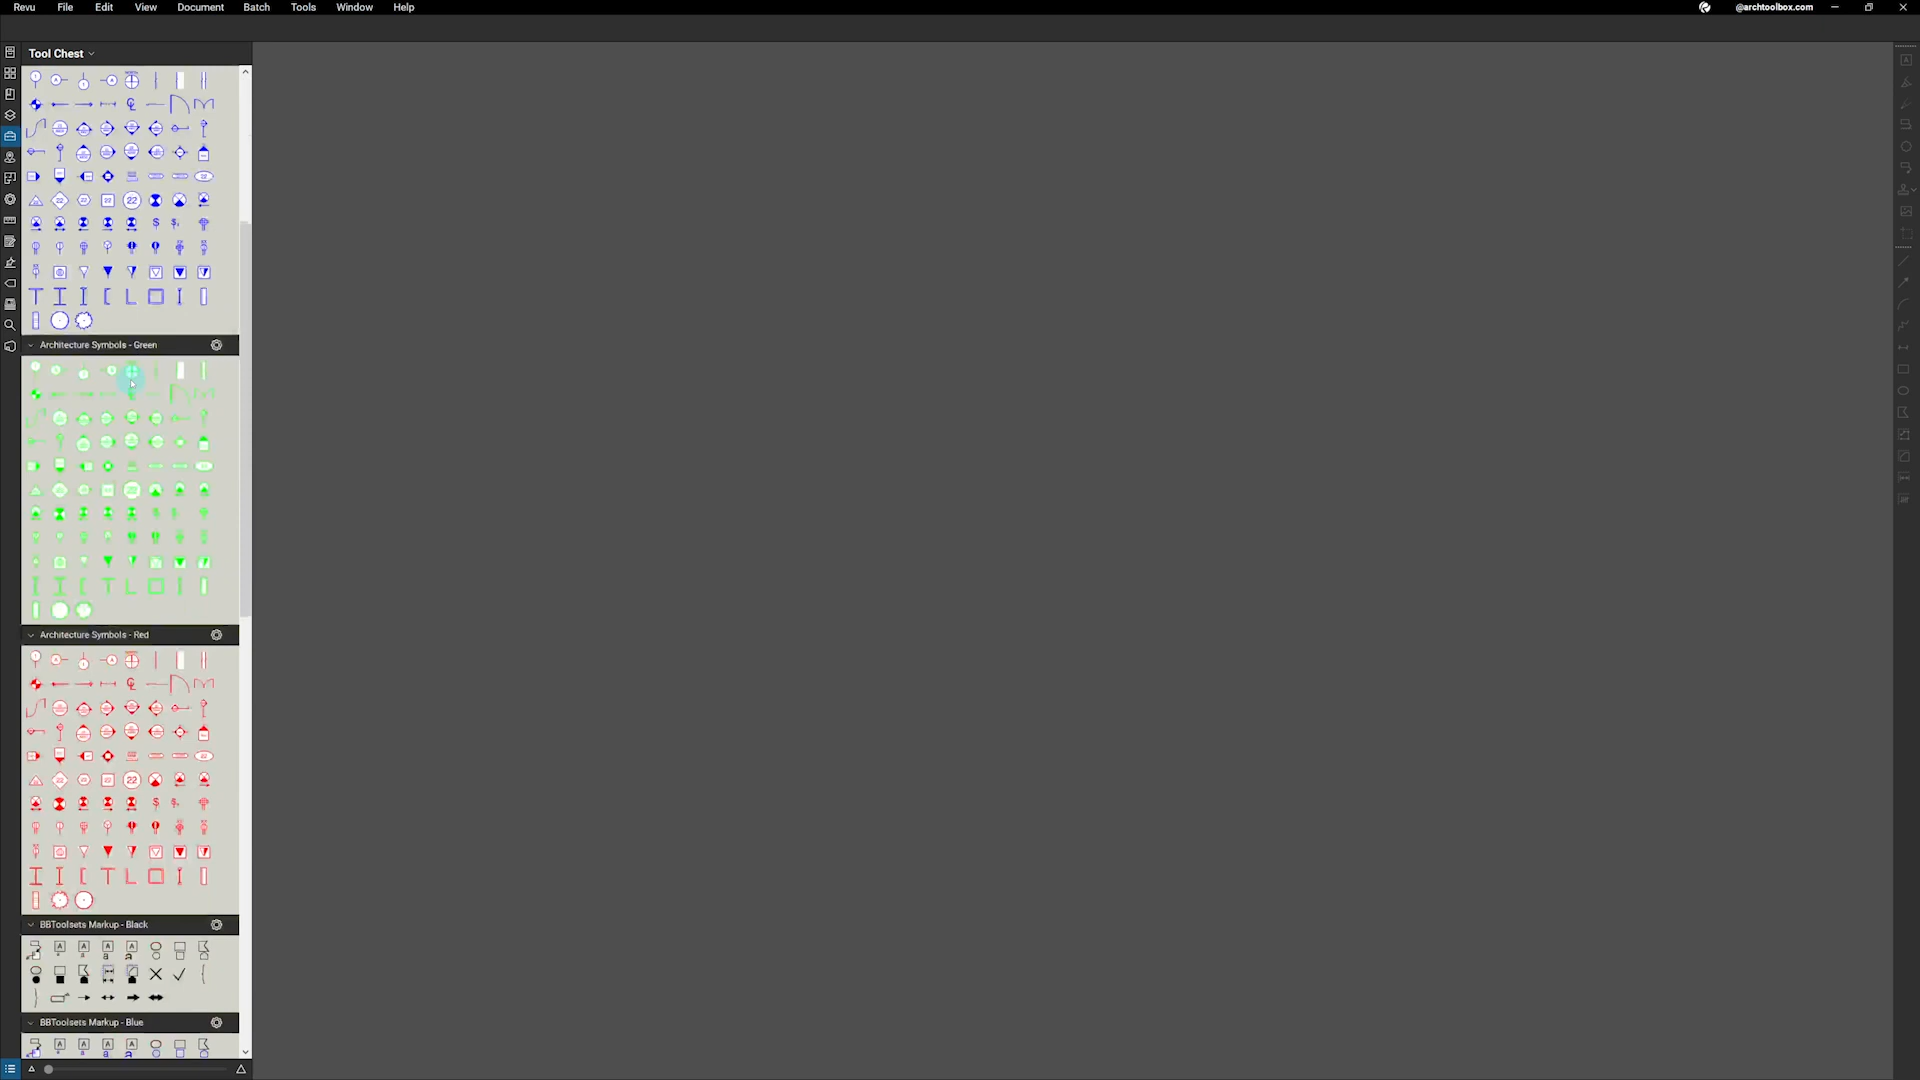 Revu File Edit View Document Batch Tools Window Help @archtoolbox.com
Tool Chest
Architecture Symbols - Green
Architecture Symbols - Red
BBToolsets Markup - Black
BBToolsets Markup - Blue